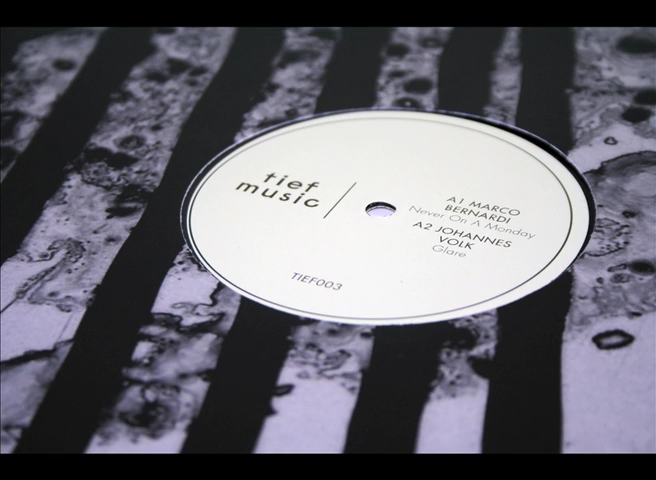 tief
music
A1 MARCO
BERNARDI
Never On A Monday
A2 JOHANNES
VOLK
Glare
TIEF003